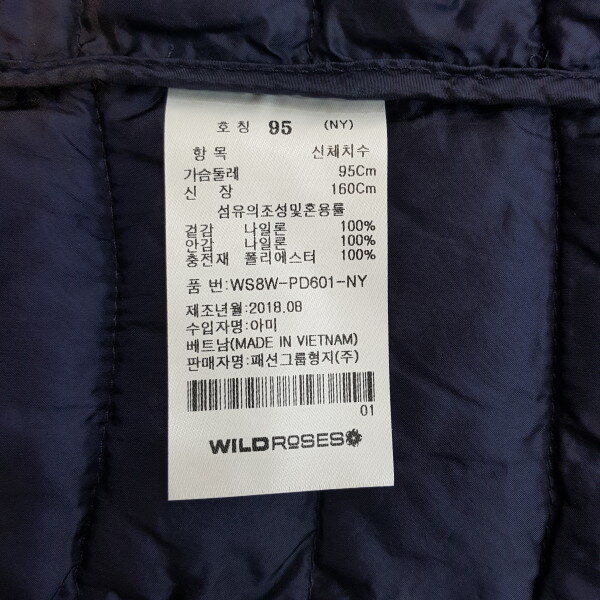 호 칭 95 (NY)
항 목 신체치수
가슴둘레 95Cm
신 장 160Cm
섬유의조성및혼용률
겉감 나일론 100%
안감 나일론 100%
충전재 폴리에스터 100%
품 번:WS8W-PD601-NY
제조년월:2018.08
수입자명:아미
베트남(MADE IN VIETNAM)
판매자명:패션그룹형지(주)
01
WILDROSES